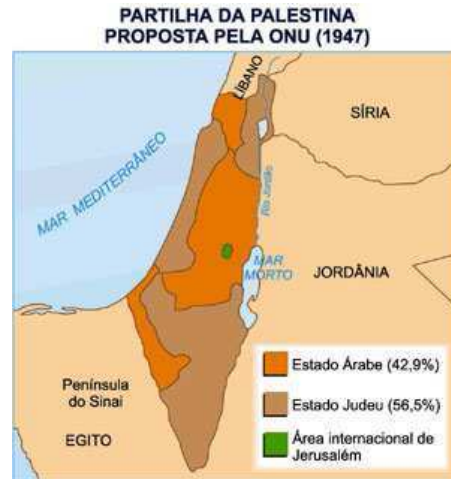 PARTILHA DA PALESTINA
PROPOSTA PELA ONU (1947)
LÍBANO
SÍRIA
MAR MEDITERRÂNEO
Rio Jordão
MAR
MORTO
JORDÂNIA
Península
do Sinai
EGITO
Estado Árabe (42,9%)
Estado Judeu (56,5%)
Área internacional de
Jerusalém